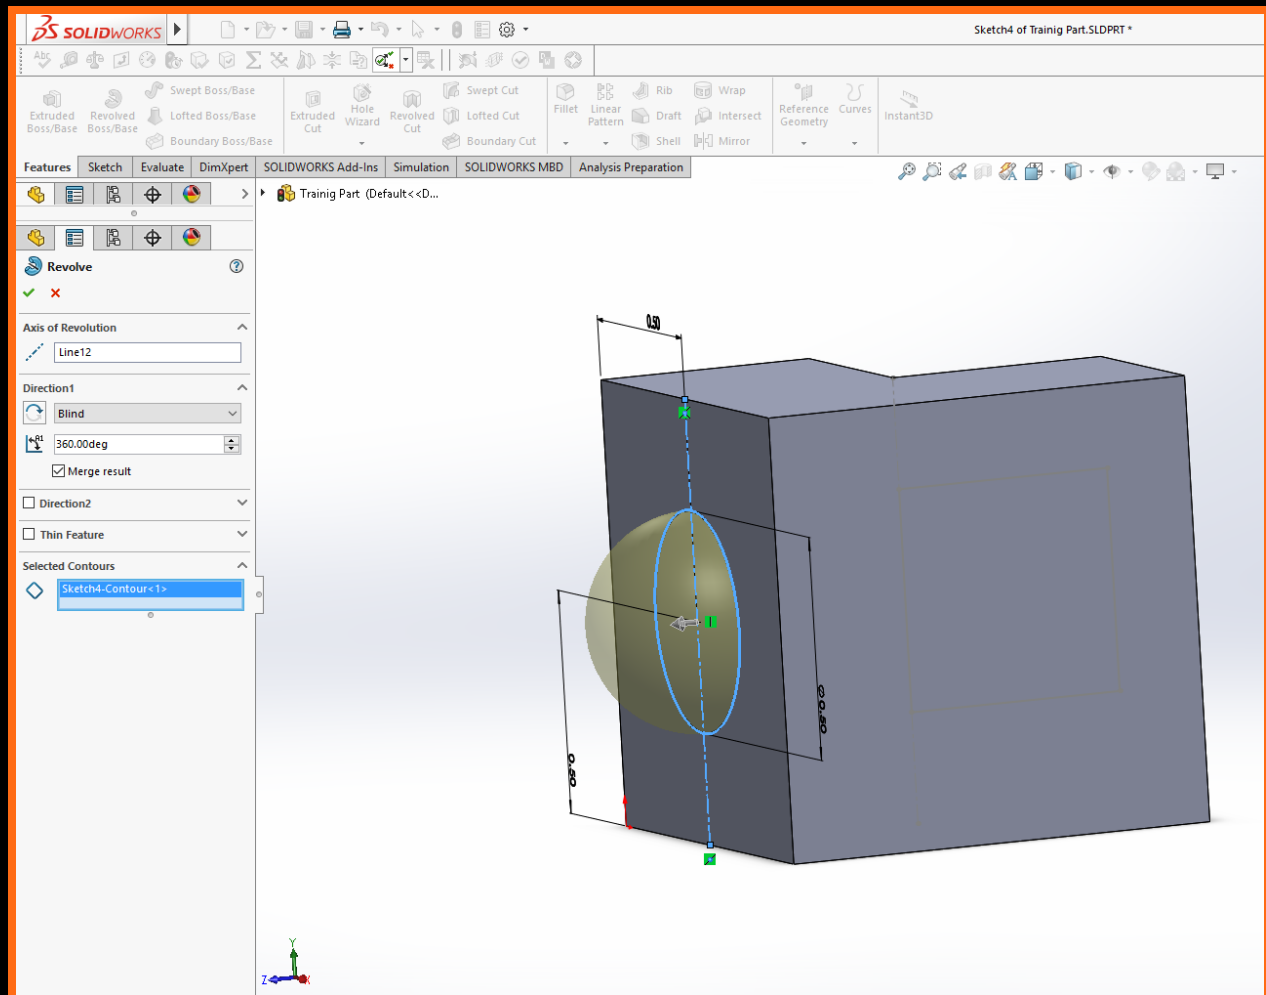 SOLIDWORKS
Sketch4 of Trainig Part.SLDPRT *
Abc
Extruded Boss/Base
Revolved Boss/Base
Swept Boss/Base
Lofted Boss/Base
Boundary Boss/Base
Extruded Cut
Hole Wizard
Revolved Cut
Swept Cut
Lofted Cut
Boundary Cut
Fillet
Linear Pattern
Rib
Draft
Shell
Wrap
Intersect
Mirror
Reference Geometry
Curves
Instant3D
Features Sketch Evaluate DimXpert SOLIDWORKS Add-Ins Simulation SOLIDWORKS MBD Analysis Preparation
Trainig Part (Default<<D...
Revolve
Axis of Revolution
Line12
Direction1
Blind
A1
360.00deg
Merge result
Direction2
Thin Feature
Selected Contours
Sketch4-Contour<1>
0.50
∅0.50
0.50
Y
Z
X